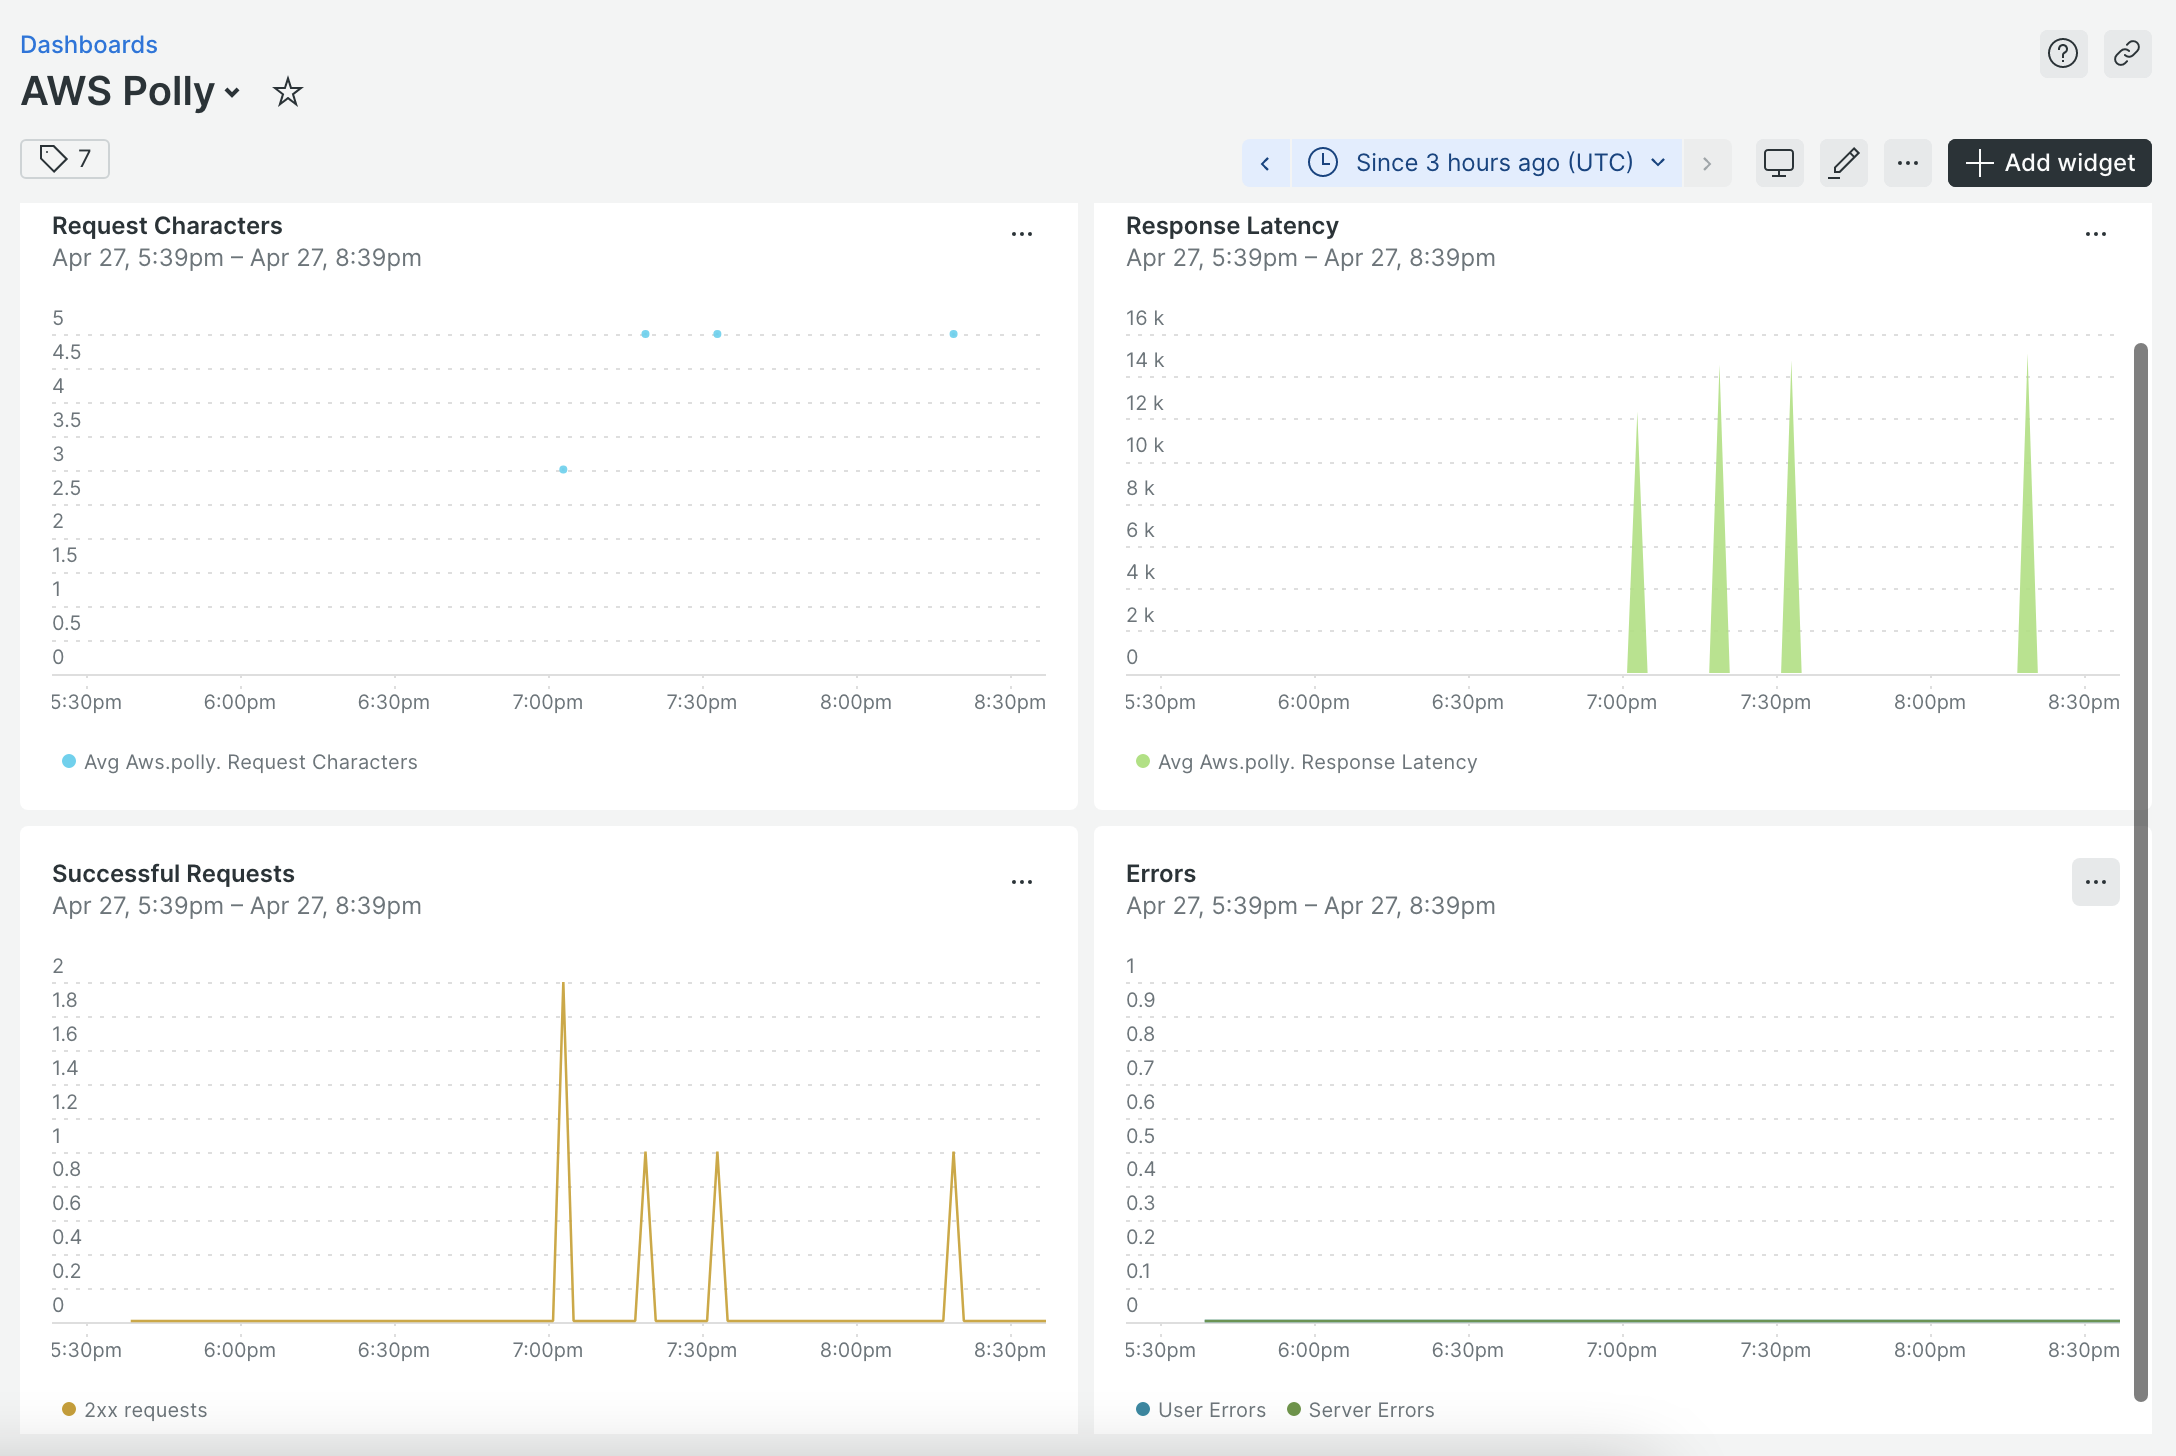 Dashboards
AWS Polly
7
Since 3 hours ago (UTC)
Add widget
Request Characters
Apr 27, 5:39pm – Apr 27, 8:39pm
5
4.5
4
3.5
3
2.5
2
1.5
1
0.5
0
5:30pm 6:00pm 6:30pm 7:00pm 7:30pm 8:00pm 8:30pm
Avg Aws.polly. Request Characters
Response Latency
Apr 27, 5:39pm – Apr 27, 8:39pm
16 k
14 k
12 k
10 k
8 k
6 k
4 k
2 k
0
5:30pm 6:00pm 6:30pm 7:00pm 7:30pm 8:00pm 8:30pm
Avg Aws.polly. Response Latency
Successful Requests
Apr 27, 5:39pm – Apr 27, 8:39pm
2
1.8
1.6
1.4
1.2
1
0.8
0.6
0.4
0.2
0
5:30pm 6:00pm 6:30pm 7:00pm 7:30pm 8:00pm 8:30pm
2xx requests
Errors
Apr 27, 5:39pm – Apr 27, 8:39pm
1
0.9
0.8
0.7
0.6
0.5
0.4
0.3
0.2
0.1
0
5:30pm 6:00pm 6:30pm 7:00pm 7:30pm 8:00pm 8:30pm
User Errors Server Errors